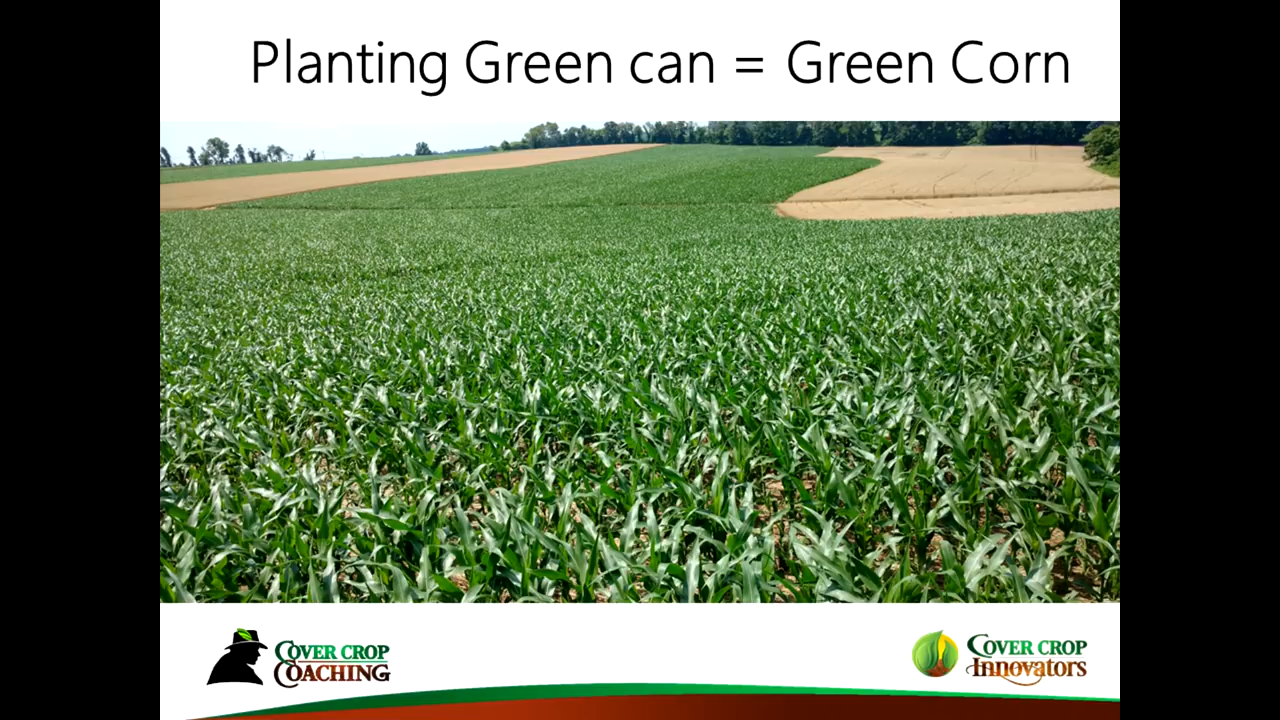 Planting Green can = Green Corn
COVER CROP
COACHING
COVER CROP
INNOVATORS